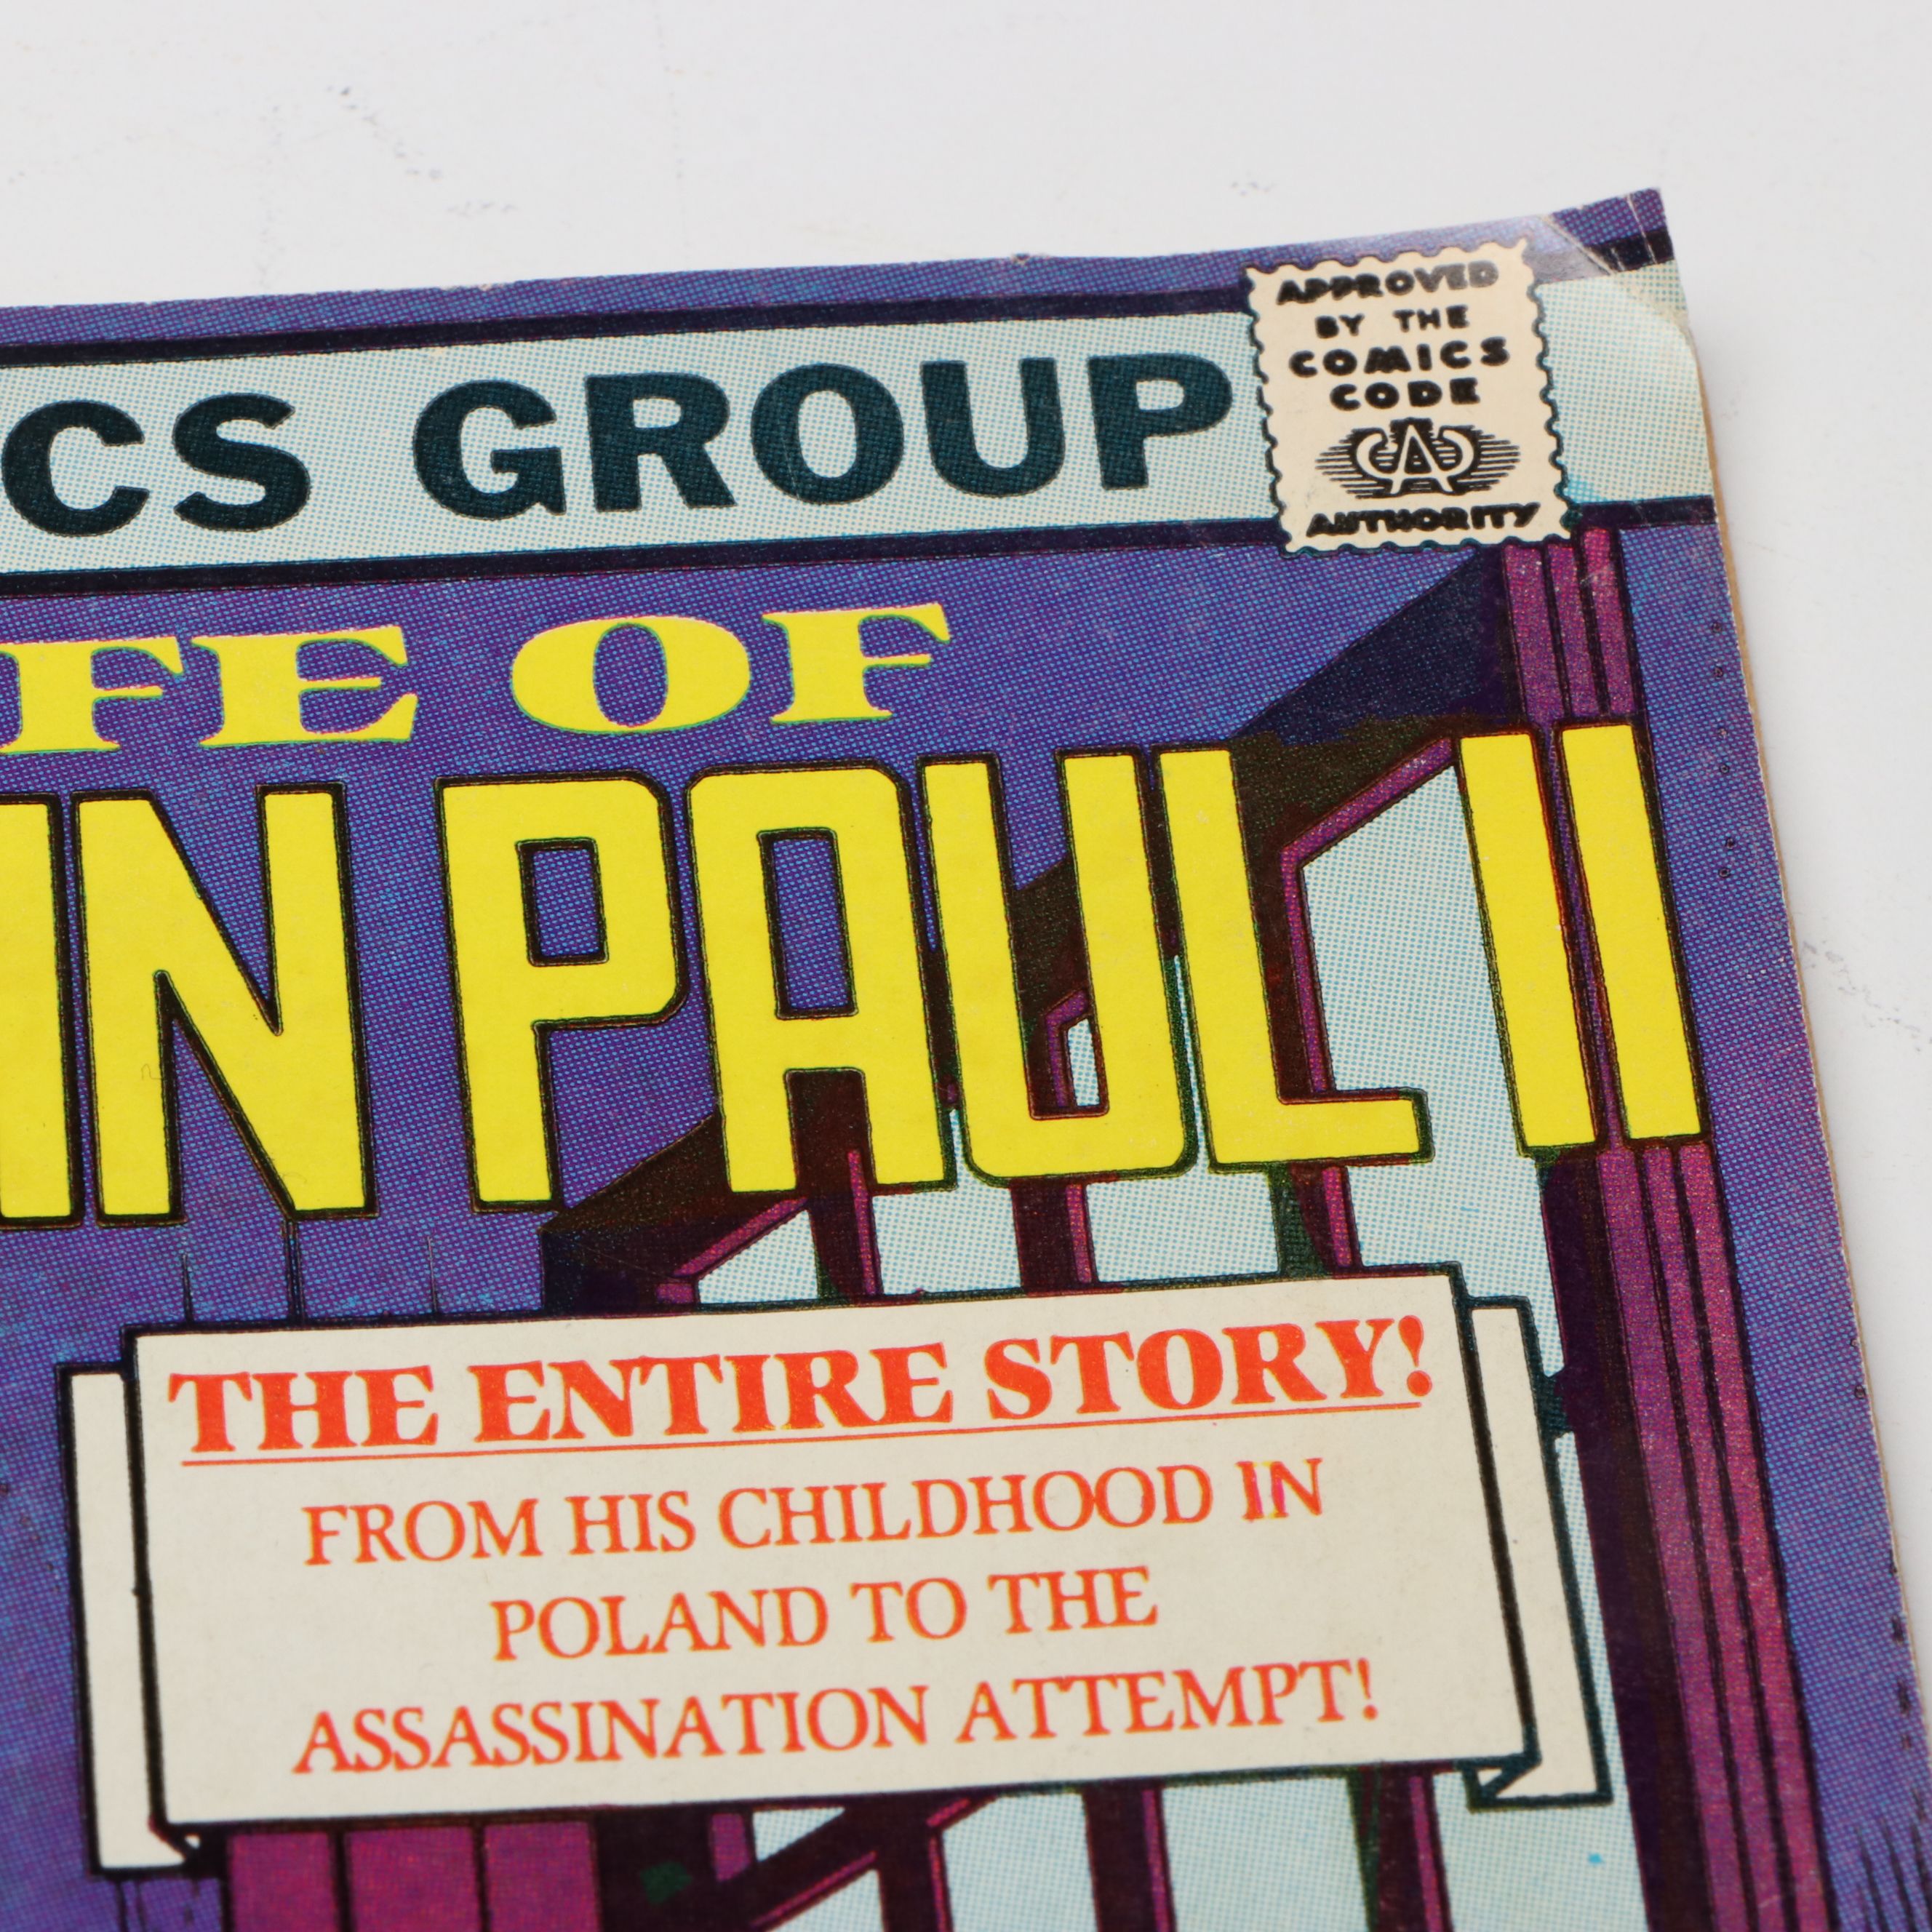 CS GROUP
APPROVED
BY THE
COMICS
CODE
CA
AUTHORITY
FE OF
N PAUL II
THE ENTIRE STORY!
FROM HIS CHILDHOOD IN
POLAND TO THE
ASSASSINATION ATTEMPT!